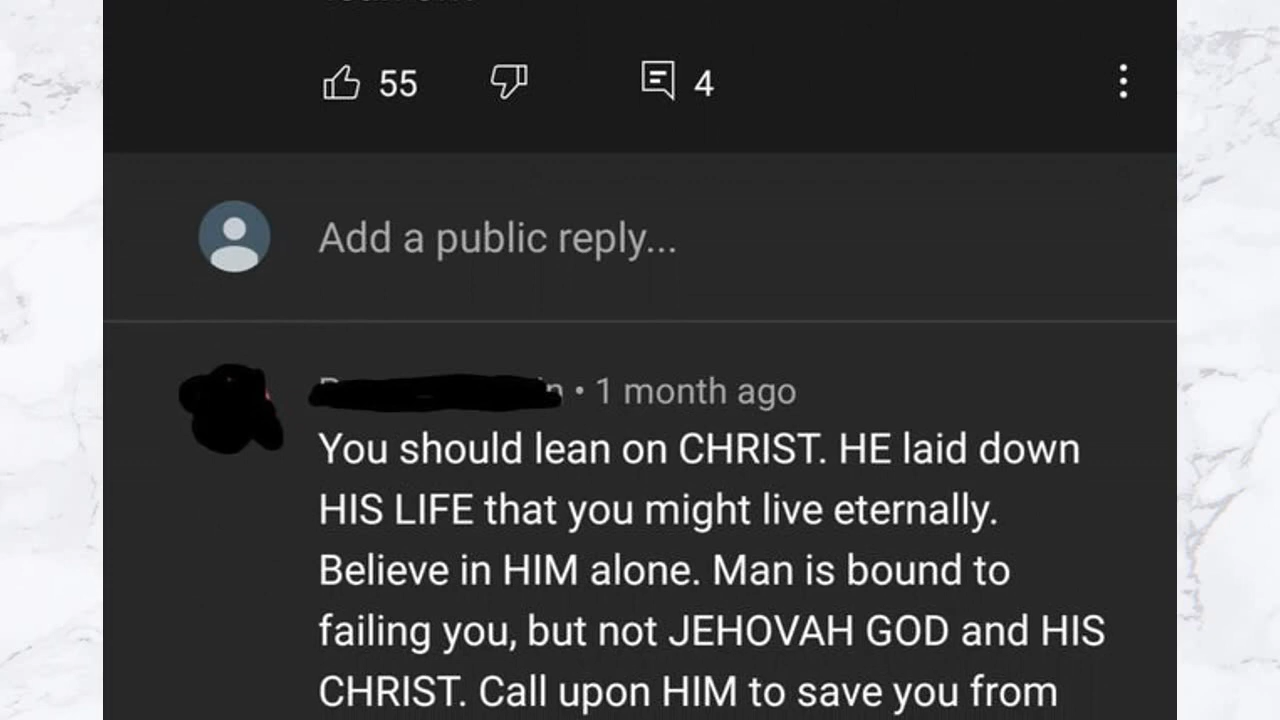 55 4
Add a public reply...
• 1 month ago
You should lean on CHRIST. HE laid down
HIS LIFE that you might live eternally.
Believe in HIM alone. Man is bound to
failing you, but not JEHOVAH GOD and HIS
CHRIST. Call upon HIM to save you from